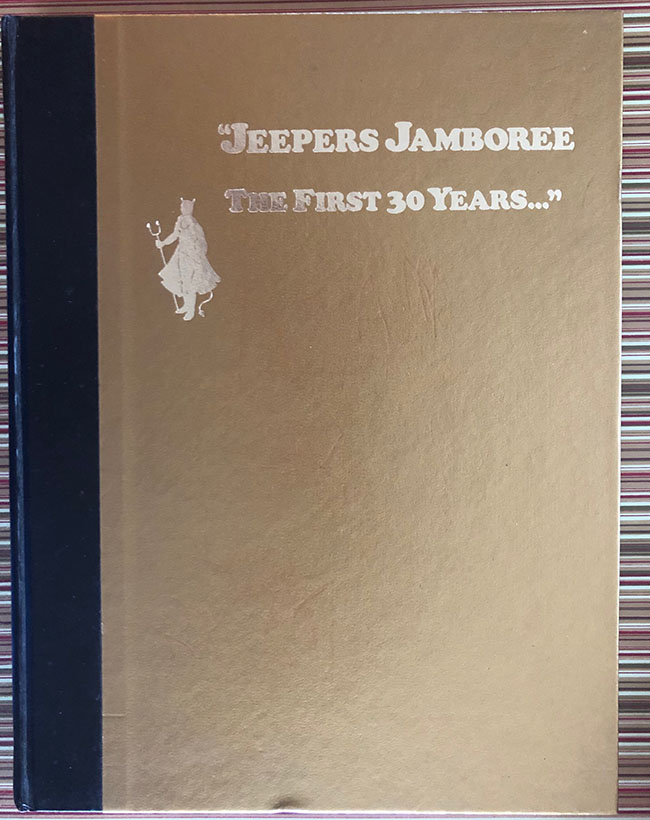 “JEEPERS JAMBOREE
THE FIRST 30 YEARS...”